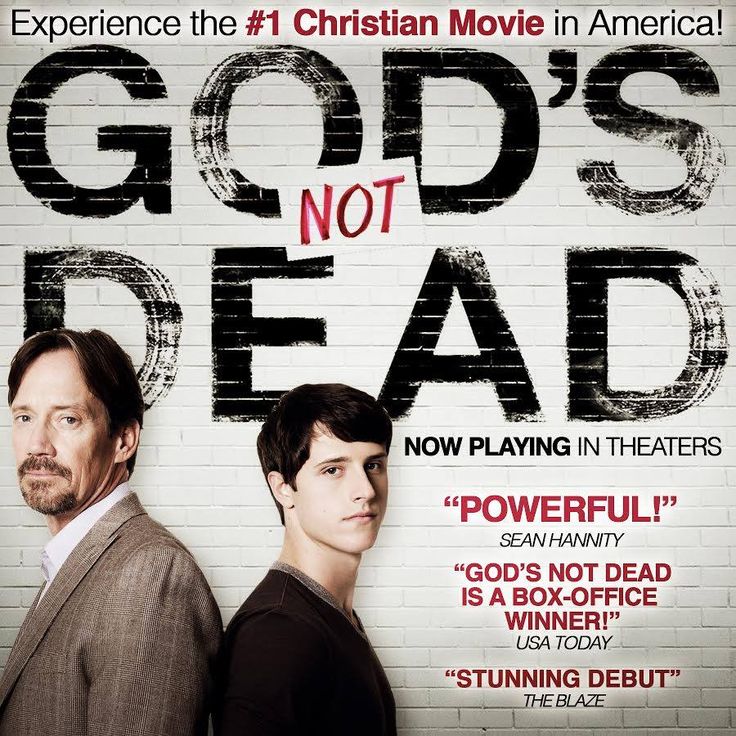 Experience the #1 Christian Movie in America!
GOD'S
NOT
DEAD
NOW PLAYING IN THEATERS
“POWERFUL!”
SEAN HANNITY
“GOD'S NOT DEAD
IS A BOX-OFFICE
WINNER!”
USA TODAY
“STUNNING DEBUT”
THE BLAZE